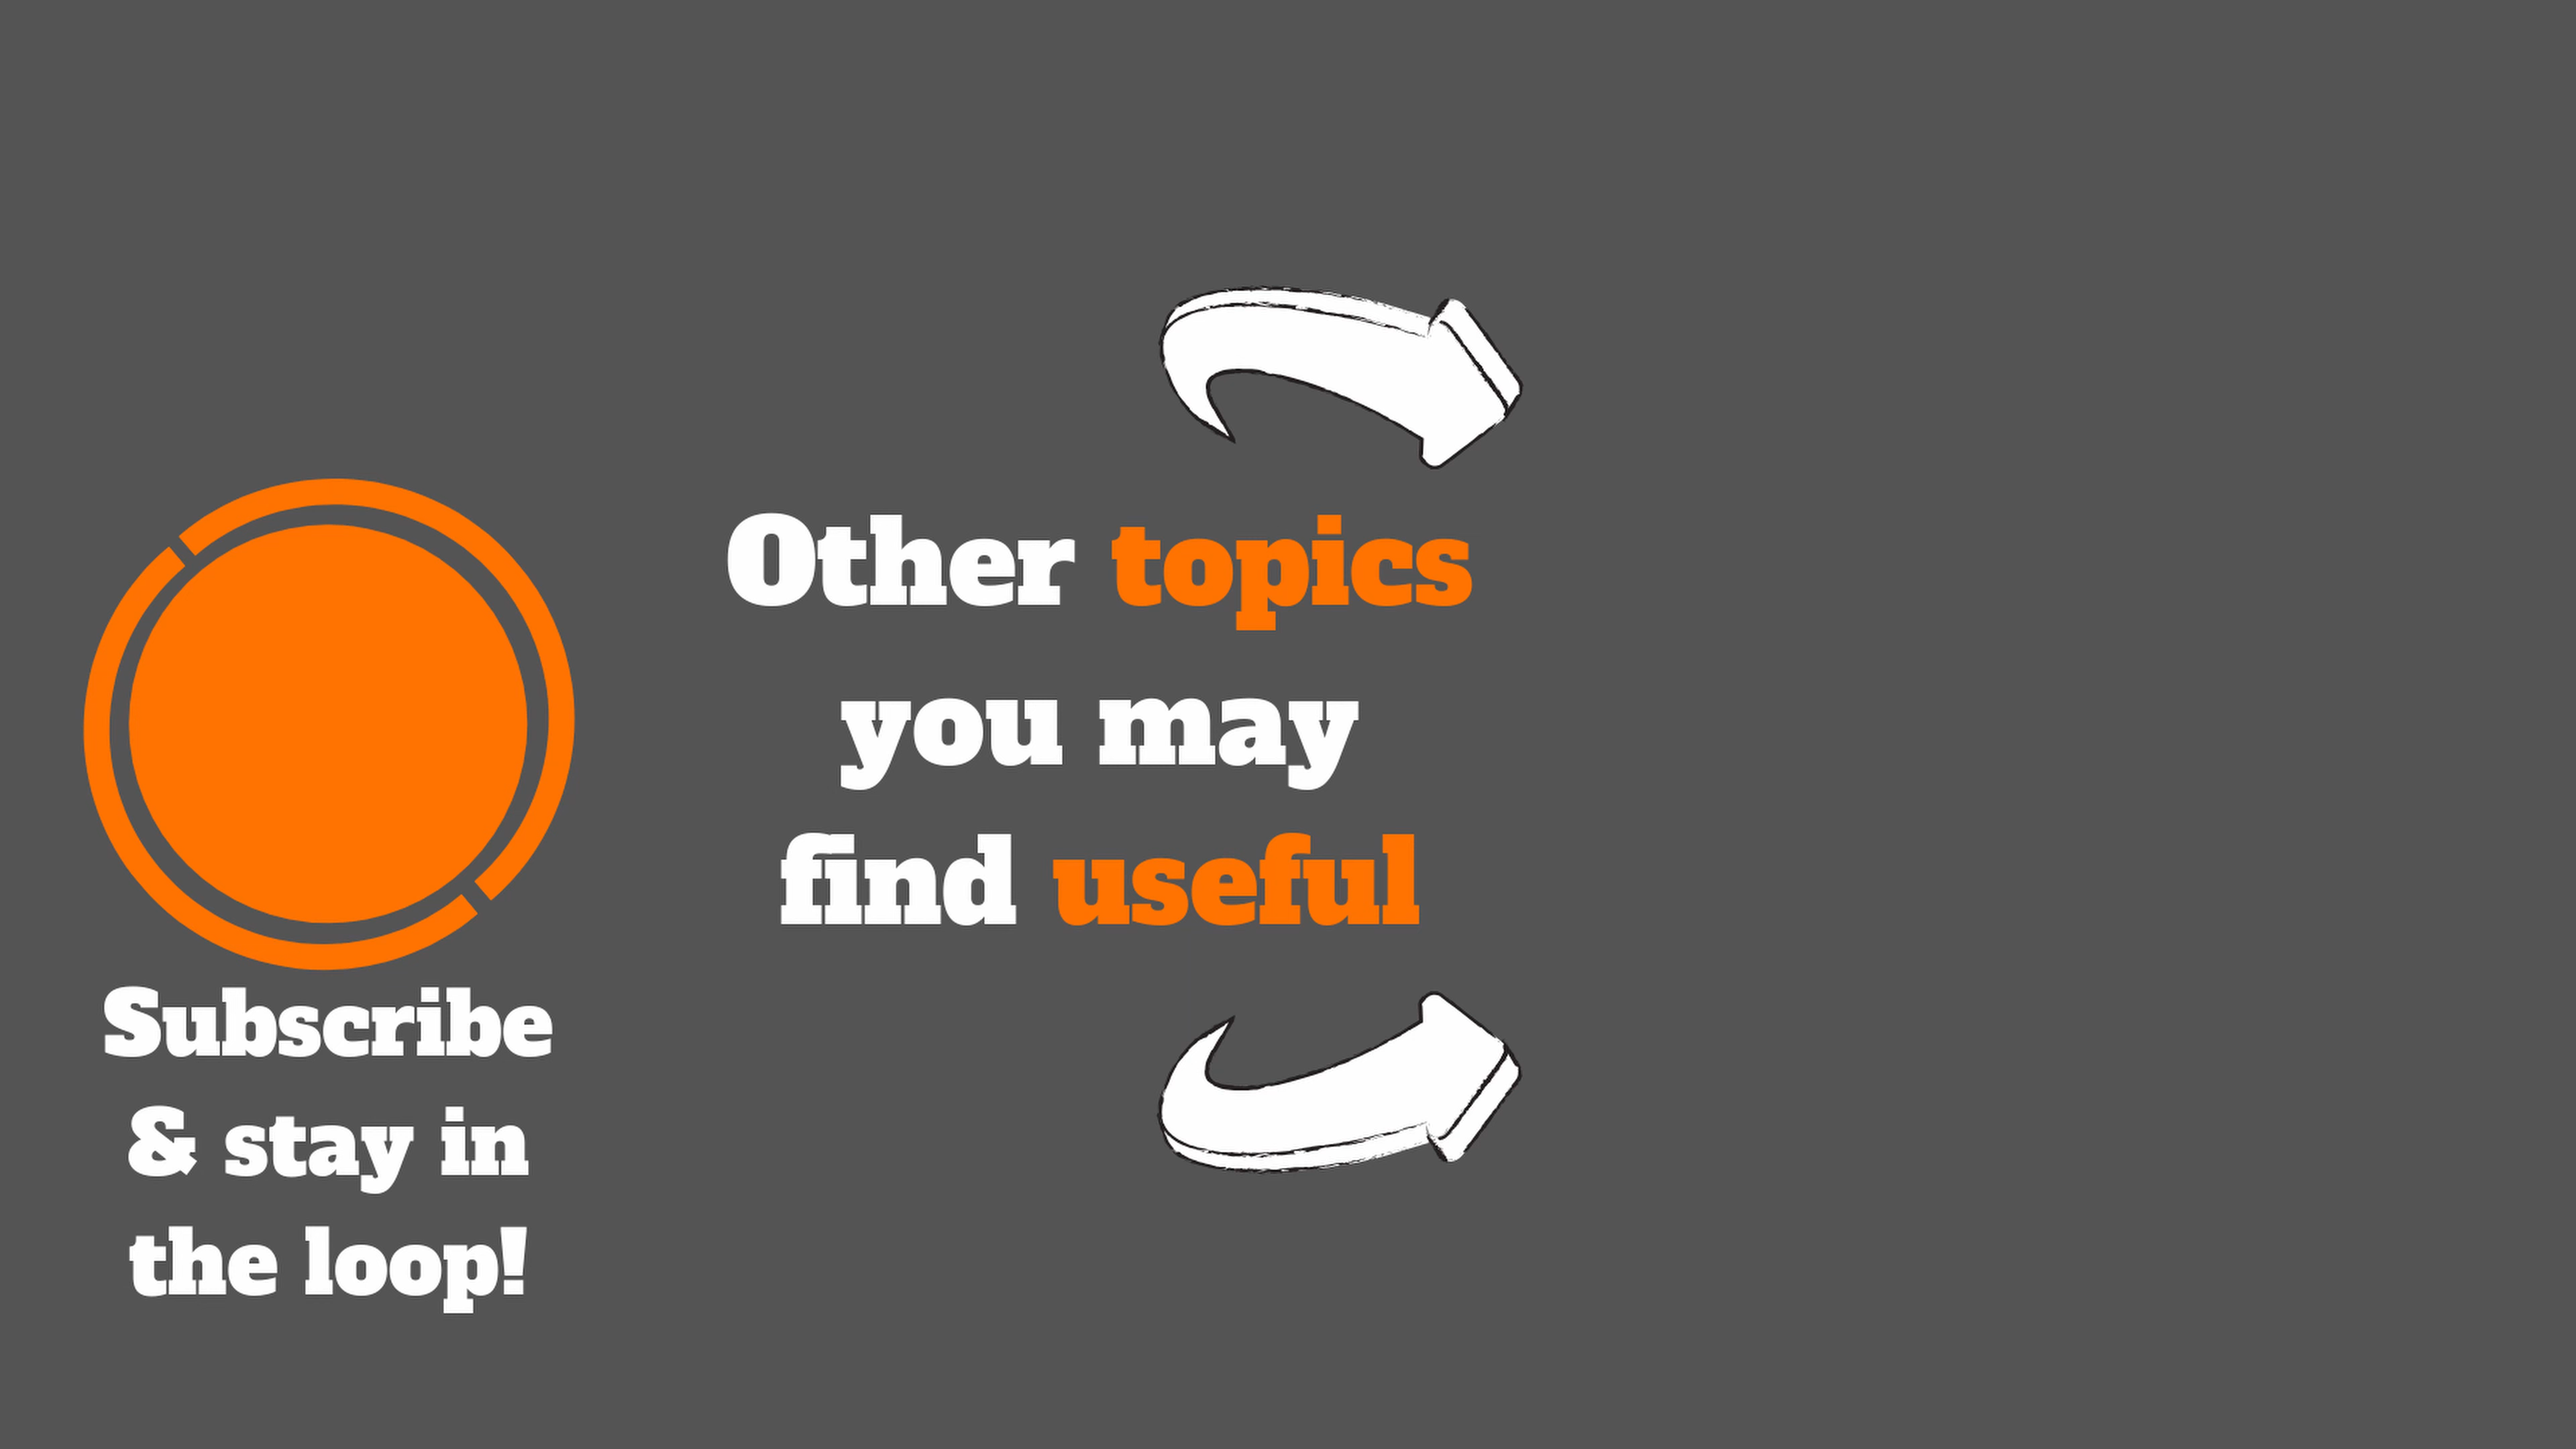 Other topics
you may
find useful
Subscribe
& stay in
the loop!